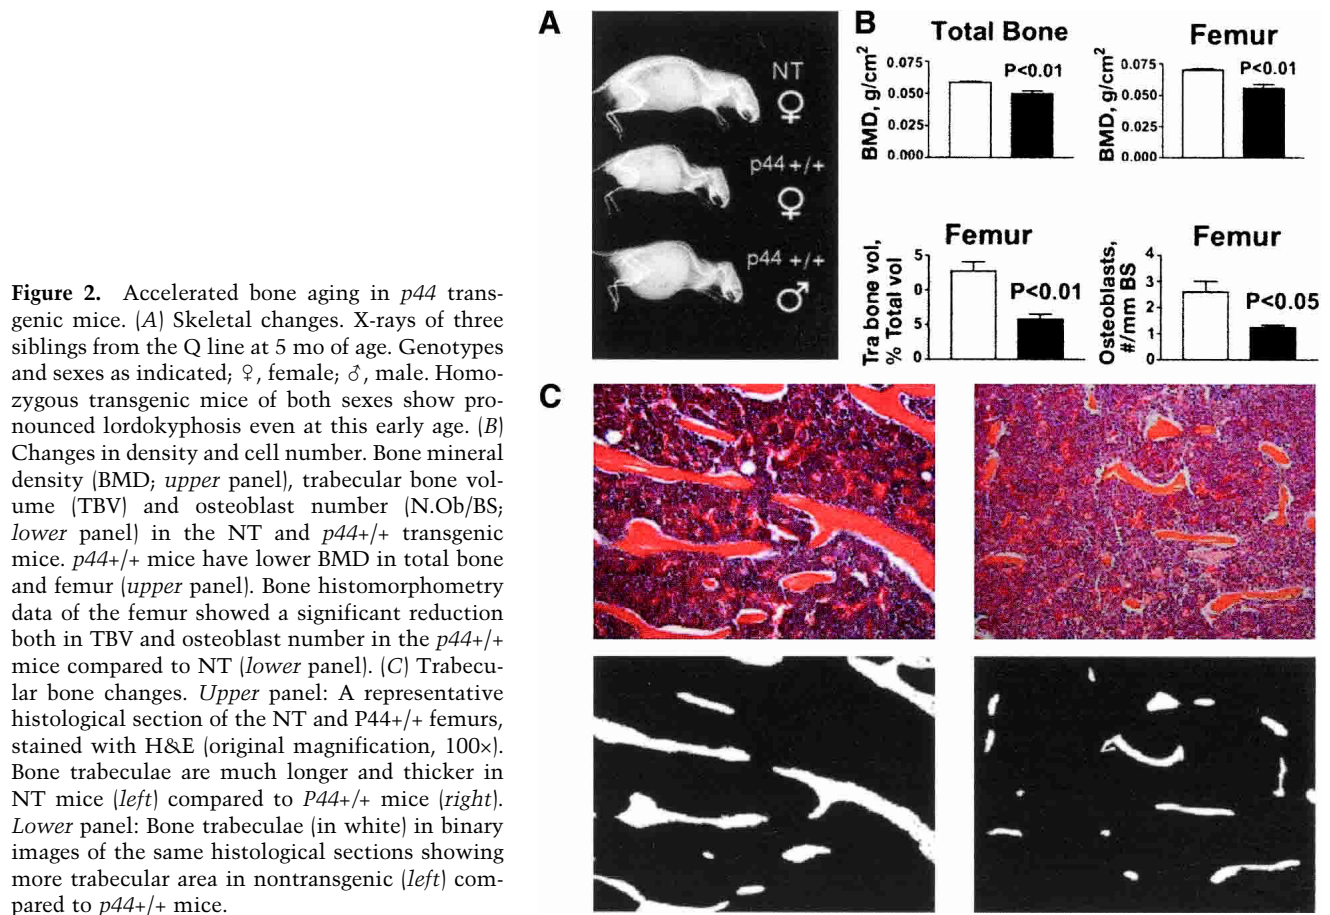 Figure 2. Accelerated bone aging in p44 trans-
genic mice. (A) Skeletal changes. X-rays of three
siblings from the Q line at 5 mo of age. Genotypes
and sexes as indicated; ♀, female; ♂, male. Homo-
zygous transgenic mice of both sexes show pro-
nounced lordokyphosis even at this early age. (B)
Changes in density and cell number. Bone mineral
density (BMD; upper panel), trabecular bone vol-
ume (TBV) and osteoblast number (N.Ob/BS;
lower panel) in the NT and p44+/+ transgenic
mice. p44+/+ mice have lower BMD in total bone
and femur (upper panel). Bone histomorphometry
data of the femur showed a significant reduction
both in TBV and osteoblast number in the p44+/+
mice compared to NT (lower panel). (C) Trabecu-
lar bone changes. Upper panel: A representative
histological section of the NT and P44+/+ femurs,
stained with H&E (original magnification, 100×).
Bone trabeculae are much longer and thicker in
NT mice (left) compared to P44+/+ mice (right).
Lower panel: Bone trabeculae (in white) in binary
images of the same histological sections showing
more trabecular area in nontransgenic (left) com-
pared to p44+/+ mice.
A
NT
♀
p44 +/+
♀
p44 +/+
♂
B
Total Bone
BMD, g/cm²
0.075
0.050
0.025
0.000
P<0.01
Femur
BMD, g/cm²
0.075
0.050
0.025
0.000
P<0.01
Femur
Tra bone vol,
% Total vol
5
0
5
0
P<0.01
Femur
Osteoblasts,
#/mm BS
4
3
2
1
0
P<0.05
C